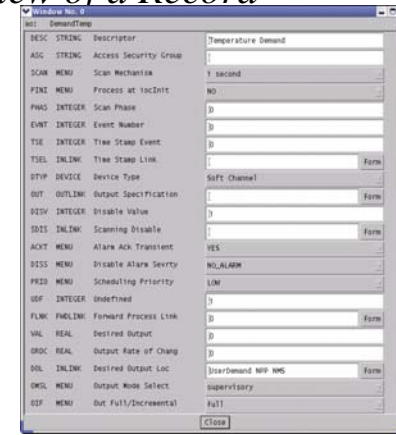 View of a Record
Window No. 0
ao: DemandTemp
DESC STRING Descriptor Temperature Demand
ASG STRING Access Security Group
SCAN MENU Scan Mechanism 1 second
PINI MENU Process at iocInit NO
PHAS INTEGER Scan Phase 0
EVNT INTEGER Event Number 0
TSE INTEGER Time Stamp Event 0
TSEL INLINK Time Stamp Link Form
DTYP DEVICE Device Type Soft Channel
OUT OUTLINK Output Specification Form
DISV INTEGER Disable Value 1
SDIS INLINK Scanning Disable Form
ACKT MENU Alarm Ack Transient YES
DISS MENU Disable Alarm Sevrty NO_ALARM
PRIO MENU Scheduling Priority LOW
UDF INTEGER Undefined 1
FLNK FWDLINK Forward Process Link 0 Form
VAL REAL Desired Output 0
OROC REAL Output Rate of Chang 0
DOL INLINK Desired Output Loc UserDemand NPP NMS Form
OMSL MENU Output Mode Select supervisory
OIF MENU Out Full/Incremental Full
Close